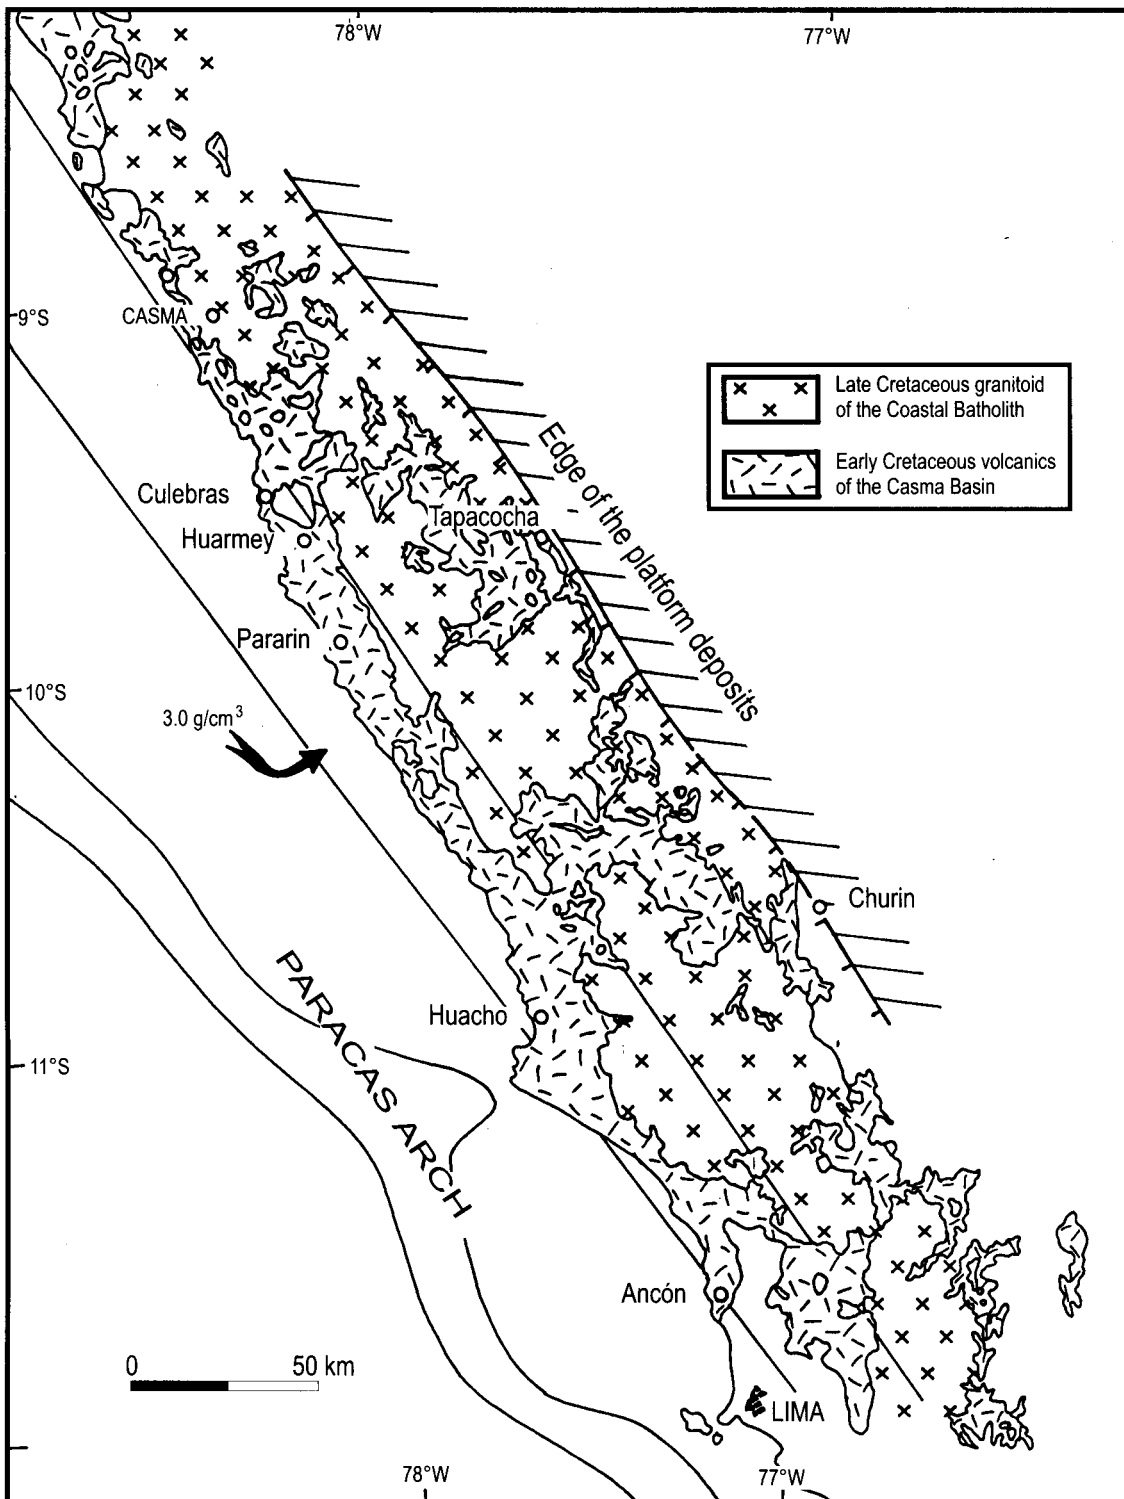 78°W
77°W
9°S
CASMA
Late Cretaceous granitoid
of the Coastal Batholith
Early Cretaceous volcanics
of the Casma Basin
Edge of the platform deposits
Culebras
Tapacocha
Huarmey
Pararin
10°S
3.0 g/cm³
Churin
PARACAS ARCH
Huacho
11°S
Ancón
0 50 km
LIMA
78°W
77°W